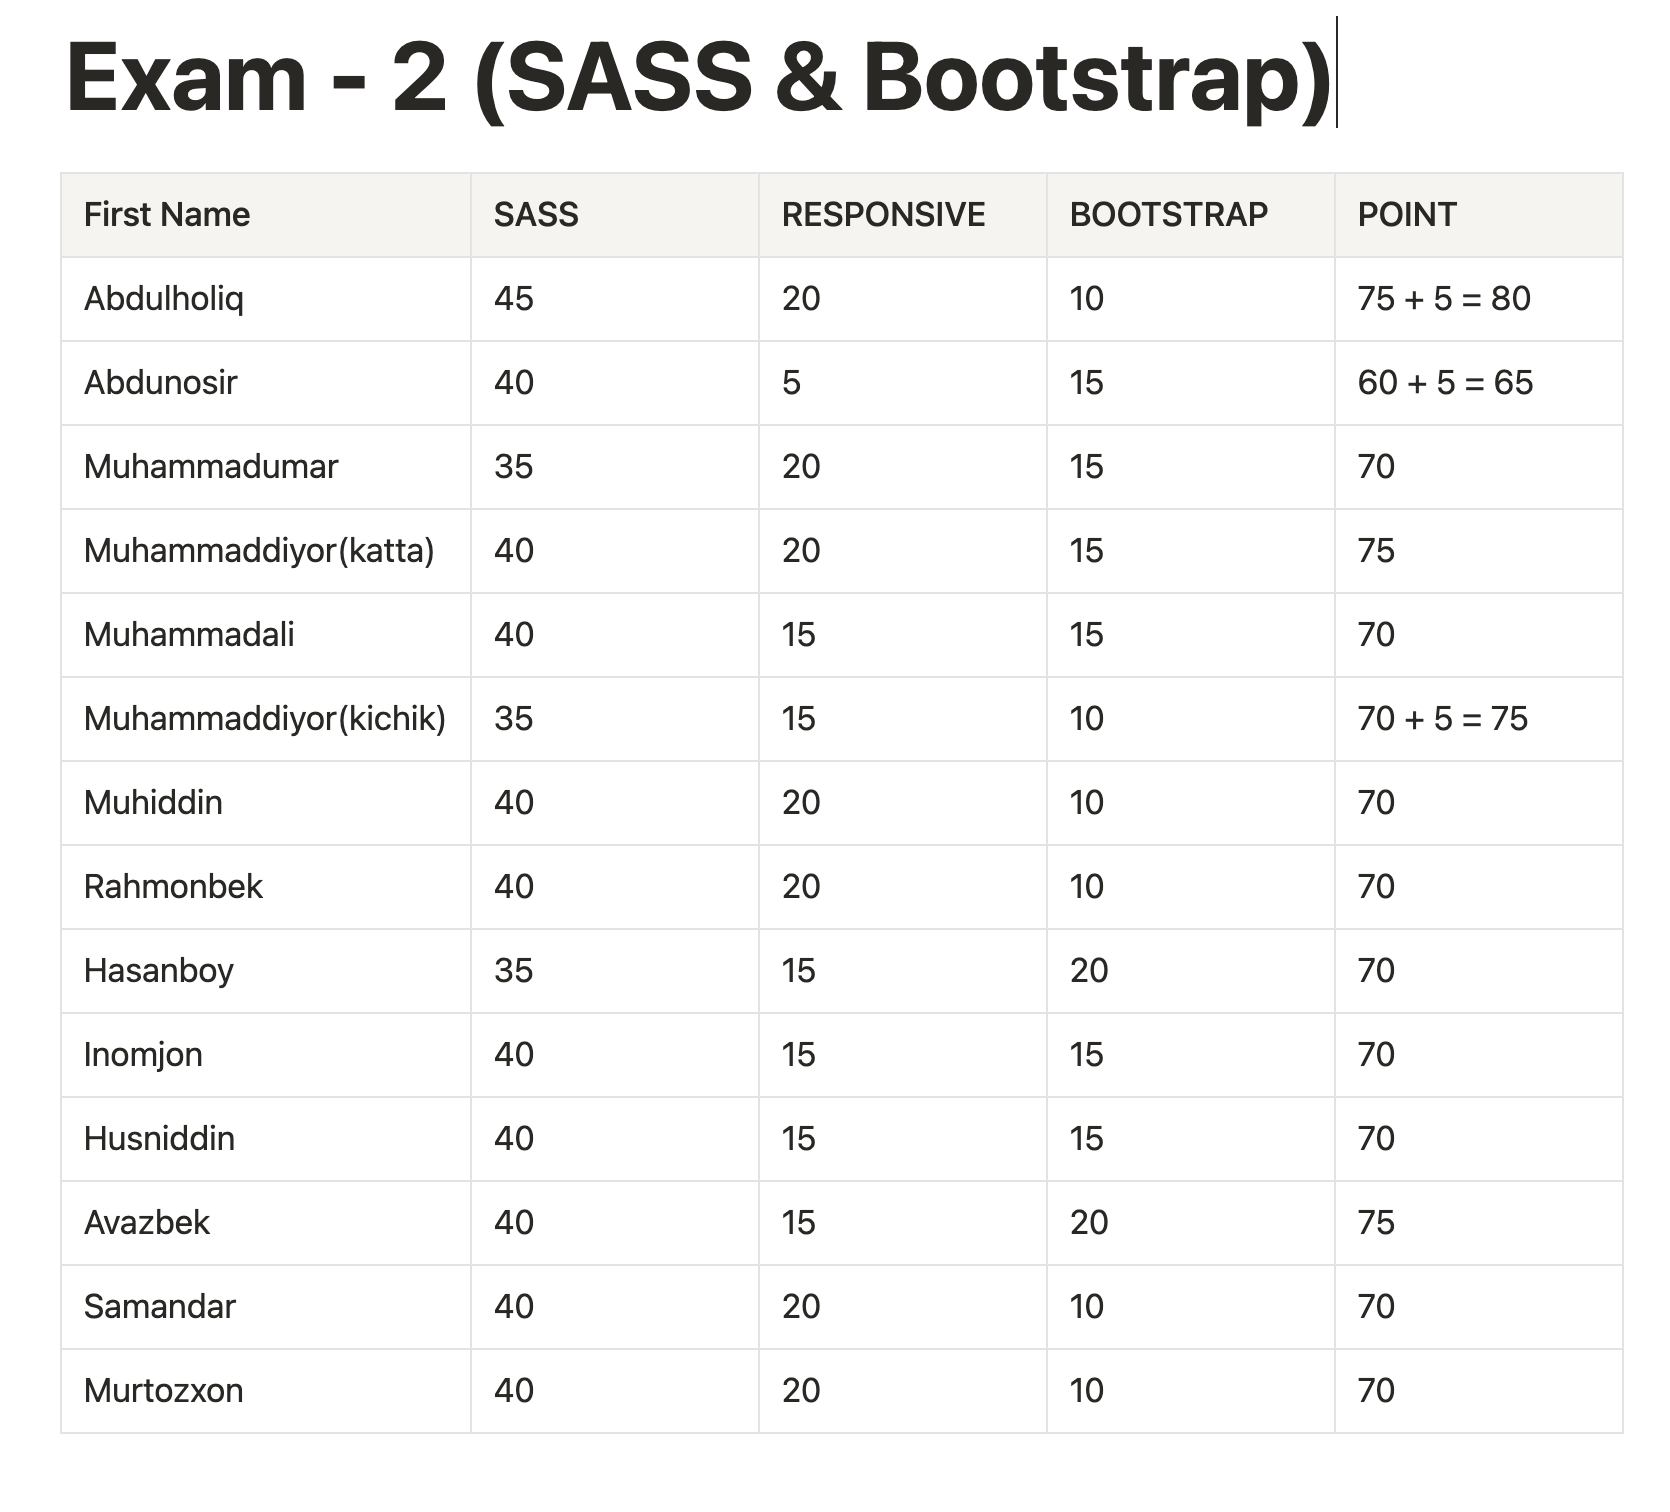 Exam - 2 (SASS & Bootstrap)
First Name SASS RESPONSIVE BOOTSTRAP POINT
Abdulholiq 45 20 10 75 + 5 = 80
Abdunosir 40 5 15 60 + 5 = 65
Muhammadumar 35 20 15 70
Muhammaddiyor(katta) 40 20 15 75
Muhammadali 40 15 15 70
Muhammaddiyor(kichik) 35 15 10 70 + 5 = 75
Muhiddin 40 20 10 70
Rahmonbek 40 20 10 70
Hasanboy 35 15 20 70
Inomjon 40 15 15 70
Husniddin 40 15 15 70
Avazbek 40 15 20 75
Samandar 40 20 10 70
Murtozxon 40 20 10 70